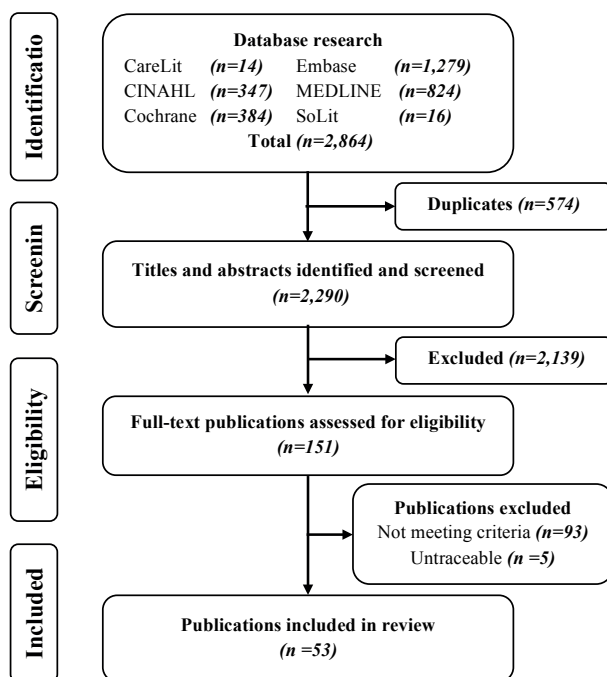 Identificatio
Database research
CareLit (n=14) Embase (n=1,279)
CINAHL (n=347) MEDLINE (n=824)
Cochrane (n=384) SoLit (n=16)
Total (n=2,864)
Duplicates (n=574)
Screenin
Titles and abstracts identified and screened
(n=2,290)
Excluded (n=2,139)
Eligibility
Full-text publications assessed for eligibility
(n=151)
Publications excluded
Not meeting criteria (n=93)
Untraceable (n =5)
Included
Publications included in review
(n =53)